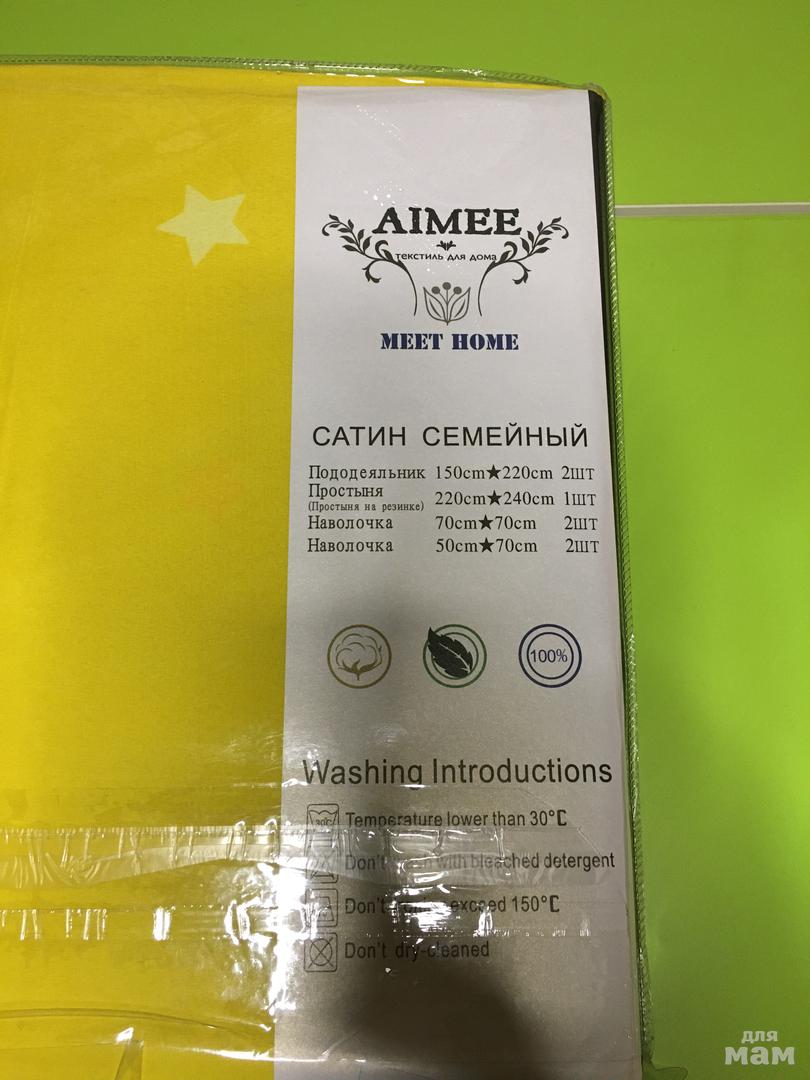 AIMEE
текстиль для дома
MEET HOME
САТИН СЕМЕЙНЫЙ
Пододеяльник 150cm★220cm 2ШТ
Простыня 220cm★240cm 1ШТ
(Простыня на резинке)
Наволочка 70cm★70cm 2ШТ
Наволочка 50cm★70cm 2ШТ
100%
Washing Introductions
30°C Temperature lower than 30°C
Don't with bleached detergent
Don't exceed 150°C
Don't dry-cleaned
для
мам